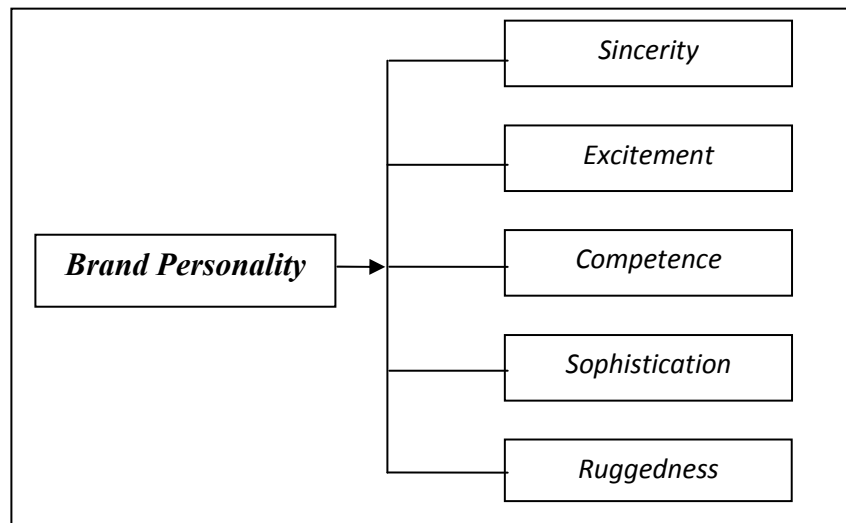 Sincerity
Excitement
Brand Personality
Competence
Sophistication
Ruggedness